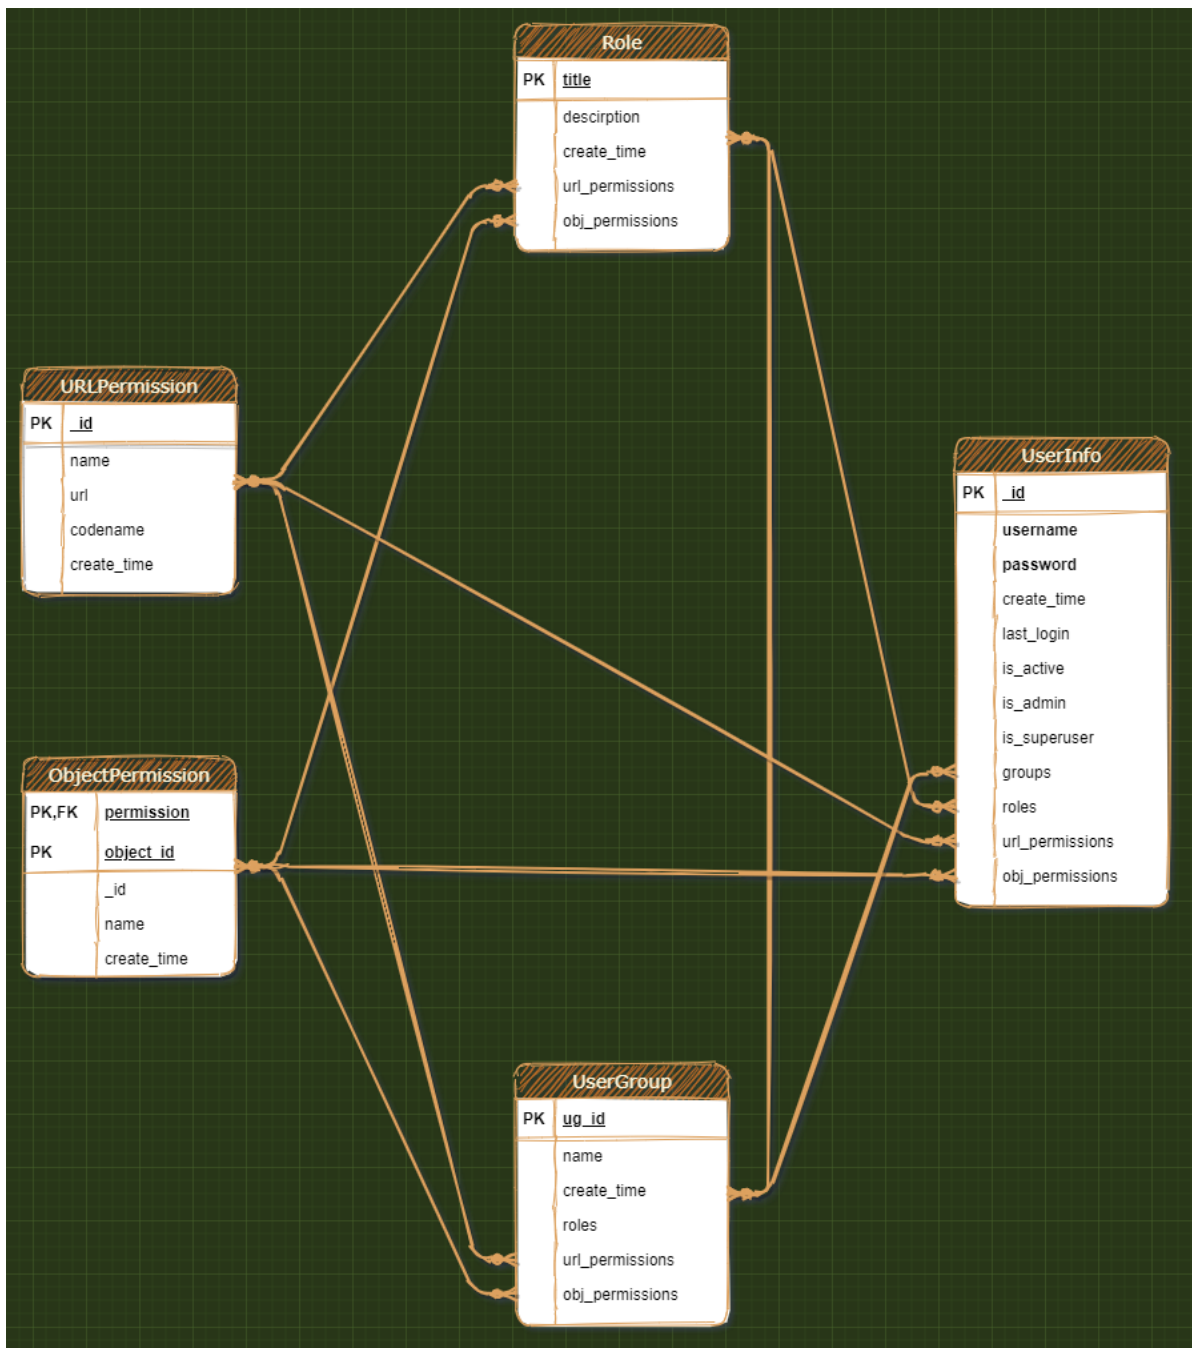 Role
PK title
descirption
create_time
url_permissions
obj_permissions
URLPermission
PK _id
name
url
codename
create_time
UserInfo
PK _id
username
password
create_time
last_login
is_active
is_admin
is_superuser
groups
roles
url_permissions
obj_permissions
ObjectPermission
PK,FK permission
PK object_id
_id
name
create_time
UserGroup
PK ug_id
name
create_time
roles
url_permissions
obj_permissions